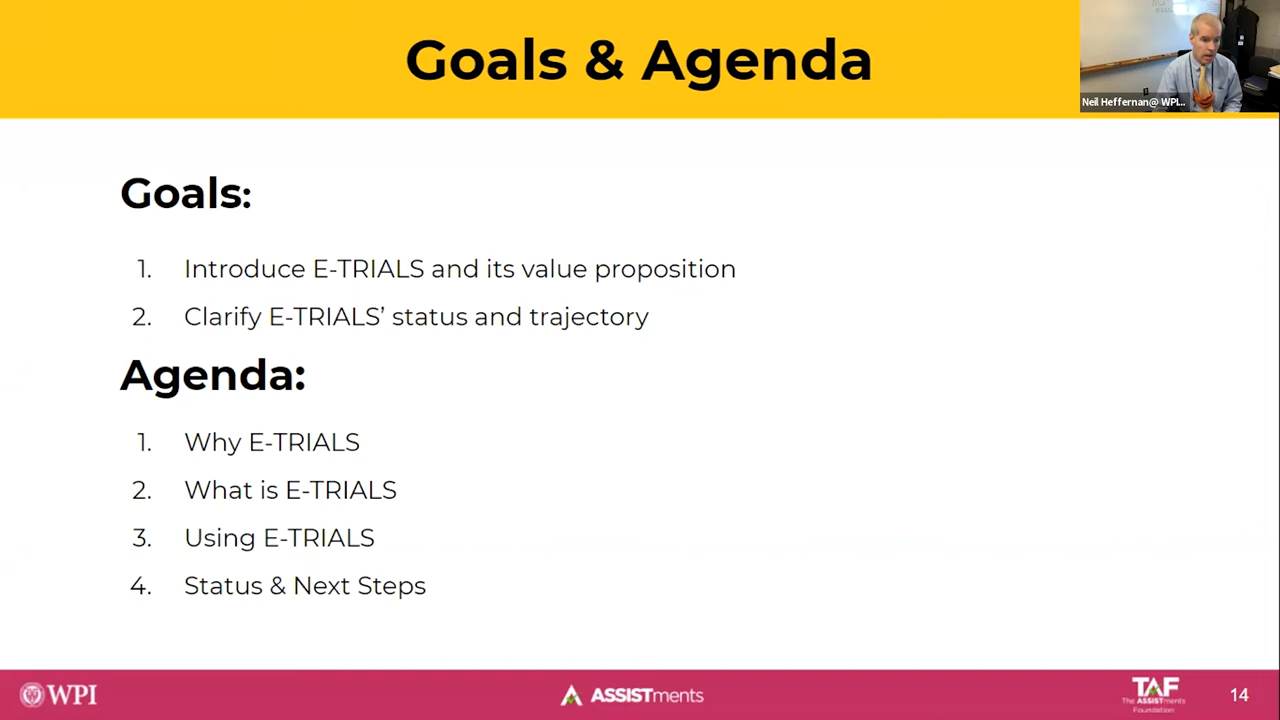 Goals & Agenda
Neil Heffernan@ WPI...
Goals:
1. Introduce E-TRIALS and its value proposition
2. Clarify E-TRIALS’ status and trajectory
Agenda:
1. Why E-TRIALS
2. What is E-TRIALS
3. Using E-TRIALS
4. Status & Next Steps
WPI
ASSISTments
TAF
The ASSISTments
Foundation
14